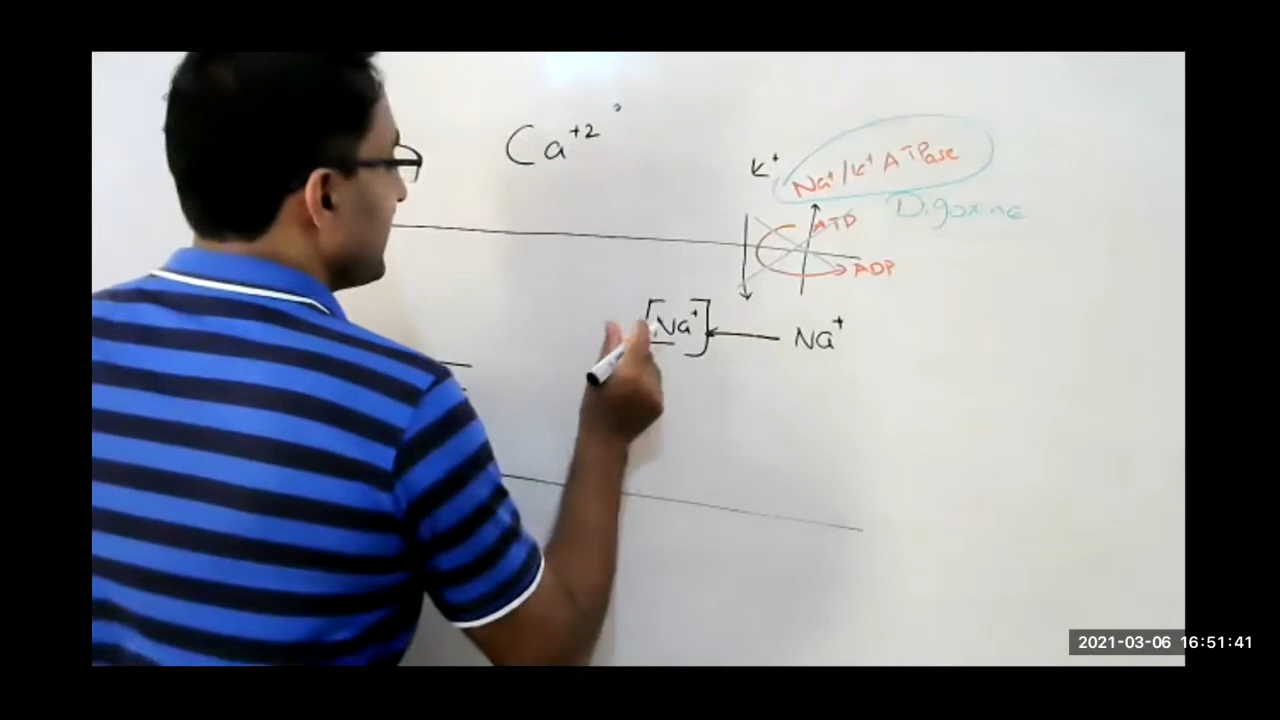 Ca+2
K+
Na+/K+ ATPase
Digoxine
ATP
ADP
[Na+]
Na+
2021-03-06 16:51:41